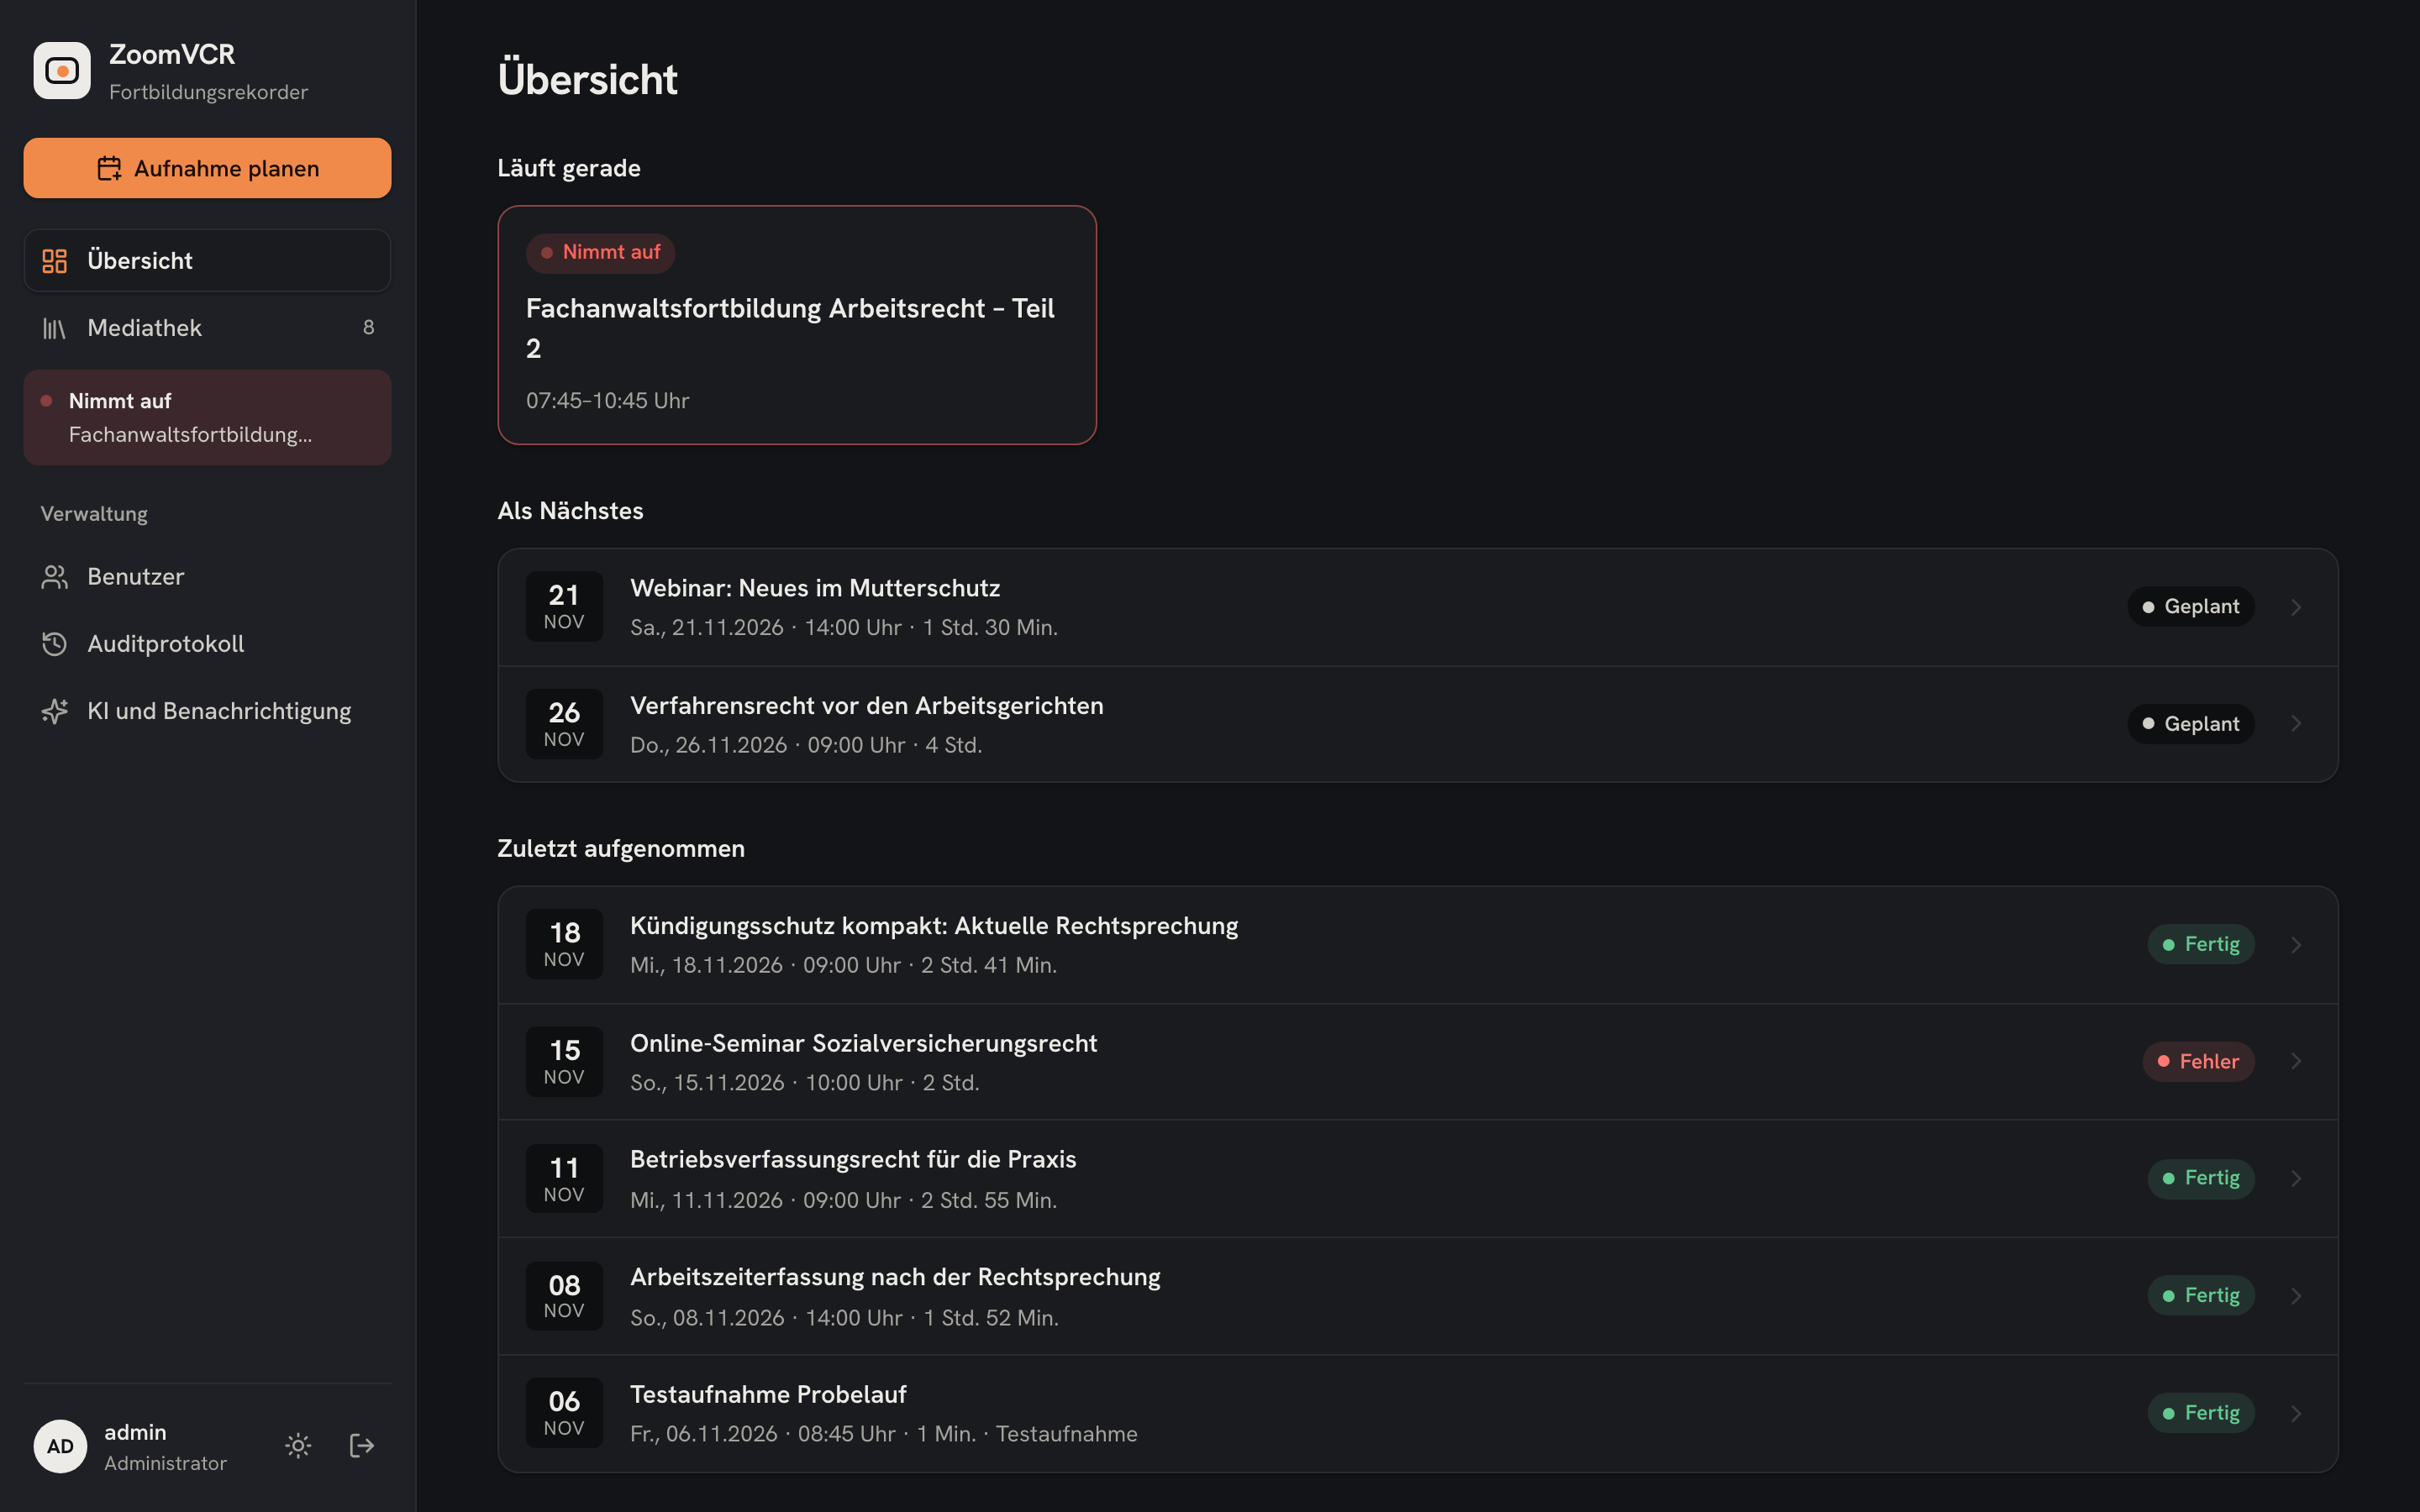 ZoomVCR
Fortbildungsrekorder
Aufnahme planen
Übersicht
Mediathek 8
Nimmt auf
Fachanwaltsfortbildung...
Verwaltung
Benutzer
Auditprotokoll
KI und Benachrichtigung
AD
admin
Administrator
Übersicht
Läuft gerade
Nimmt auf
Fachanwaltsfortbildung Arbeitsrecht – Teil
2
07:45–10:45 Uhr
Als Nächstes
21
NOV
Webinar: Neues im Mutterschutz
Sa., 21.11.2026 · 14:00 Uhr · 1 Std. 30 Min.
Geplant
26
NOV
Verfahrensrecht vor den Arbeitsgerichten
Do., 26.11.2026 · 09:00 Uhr · 4 Std.
Geplant
Zuletzt aufgenommen
18
NOV
Kündigungsschutz kompakt: Aktuelle Rechtsprechung
Mi., 18.11.2026 · 09:00 Uhr · 2 Std. 41 Min.
Fertig
15
NOV
Online-Seminar Sozialversicherungsrecht
So., 15.11.2026 · 10:00 Uhr · 2 Std.
Fehler
11
NOV
Betriebsverfassungsrecht für die Praxis
Mi., 11.11.2026 · 09:00 Uhr · 2 Std. 55 Min.
Fertig
08
NOV
Arbeitszeiterfassung nach der Rechtsprechung
So., 08.11.2026 · 14:00 Uhr · 1 Std. 52 Min.
Fertig
06
NOV
Testaufnahme Probelauf
Fr., 06.11.2026 · 08:45 Uhr · 1 Min. · Testaufnahme
Fertig